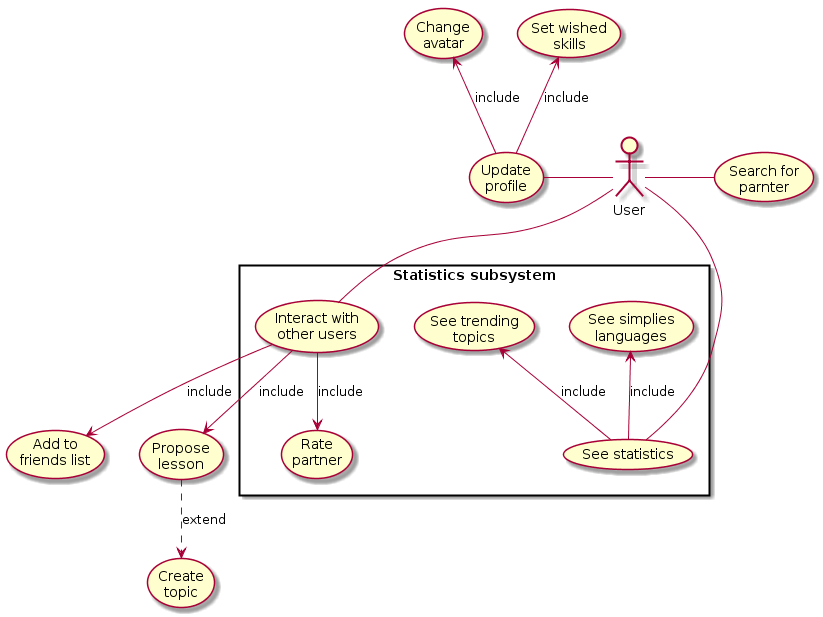 Change
avatar
Set wished
skills
include
include
Update
profile
User
Search for
parnter
Statistics subsystem
Interact with
other users
See trending
topics
See simplies
languages
include
include
include
include
include
Add to
friends list
Propose
lesson
Rate
partner
See statistics
extend
Create
topic